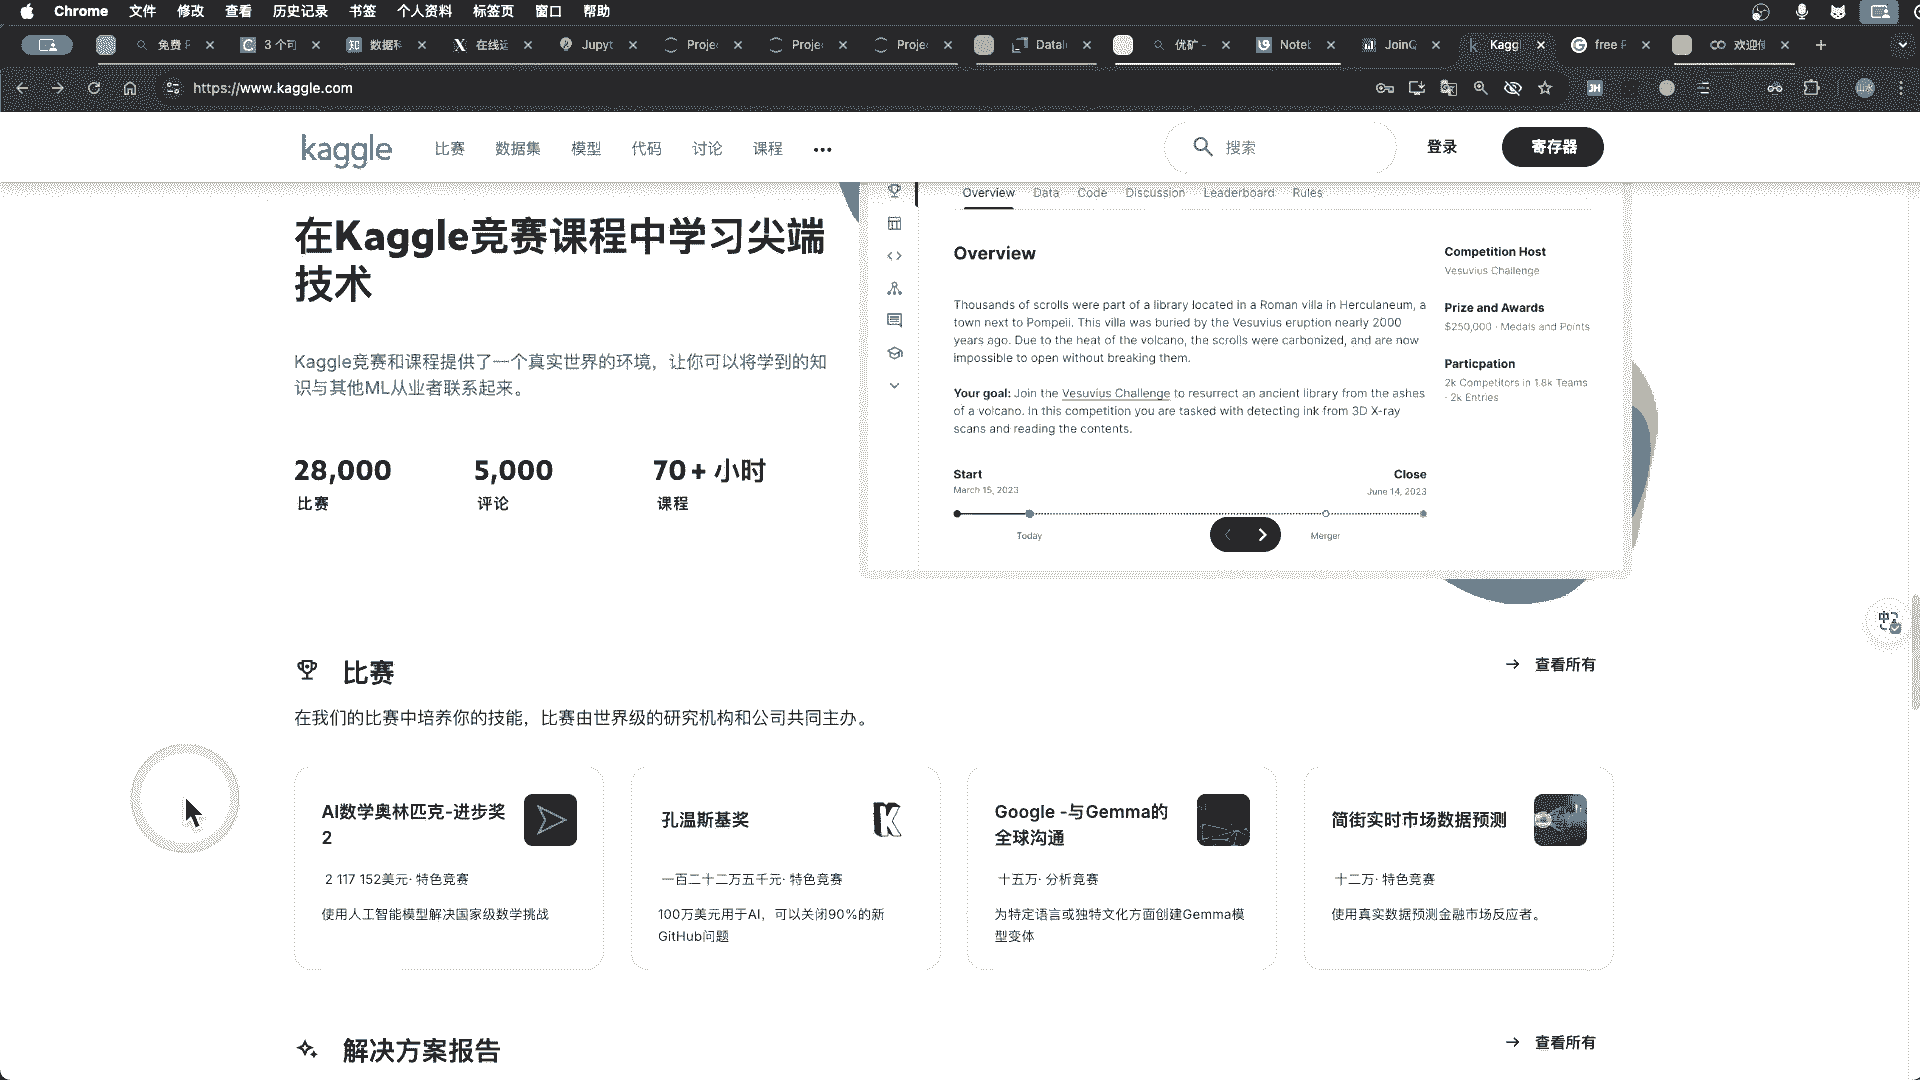 Chrome 文件 修改 查看 历史记录 书签 个人资料 标签页 窗口 帮助
免费 F 3 个可 数据科 在线运 Jupyt Projec Projec Projec Datal 优矿 - Notel JoinQ Kagg free F 欢迎使
https://www.kaggle.com
kaggle 比赛 数据集 模型 代码 讨论 课程 ••• 搜索 登录 寄存器
在Kaggle竞赛课程中学习尖端
技术
Kaggle竞赛和课程提供了一个真实世界的环境，让你可以将学到的知
识与其他ML从业者联系起来。
28,000 5,000 70+ 小时
比赛 评论 课程
Overview Data Code Discussion Leaderboard Rules
Overview
Thousands of scrolls were part of a library located in a Roman villa in Herculaneum, a
town next to Pompeii. This villa was buried by the Vesuvius eruption nearly 2000
years ago. Due to the heat of the volcano, the scrolls were carbonized, and are now
impossible to open without breaking them.
Your goal: Join the Vesuvius Challenge to resurrect an ancient library from the ashes
of a volcano. In this competition you are tasked with detecting ink from 3D X-ray
scans and reading the contents.
Start Close
March 15, 2023 June 14, 2023
Today Merger
Competition Host
Vesuvius Challenge
Prize and Awards
$250,000 · Medals and Points
Particpation
2k Competitors in 1.8k Teams
· 2k Entries
比赛 查看所有
在我们的比赛中培养你的技能，比赛由世界级的研究机构和公司共同主办。
AI数学奥林匹克-进步奖
2
2 117 152美元· 特色竞赛
使用人工智能模型解决国家级数学挑战
孔温斯基奖
一百二十二万五千元· 特色竞赛
100万美元用于AI，可以关闭90%的新
GitHub问题
Google -与Gemma的
全球沟通
十五万· 分析竞赛
为特定语言或独特文化方面创建Gemma模
型变体
简街实时市场数据预测
十二万· 特色竞赛
使用真实数据预测金融市场反应者。
解决方案报告 查看所有